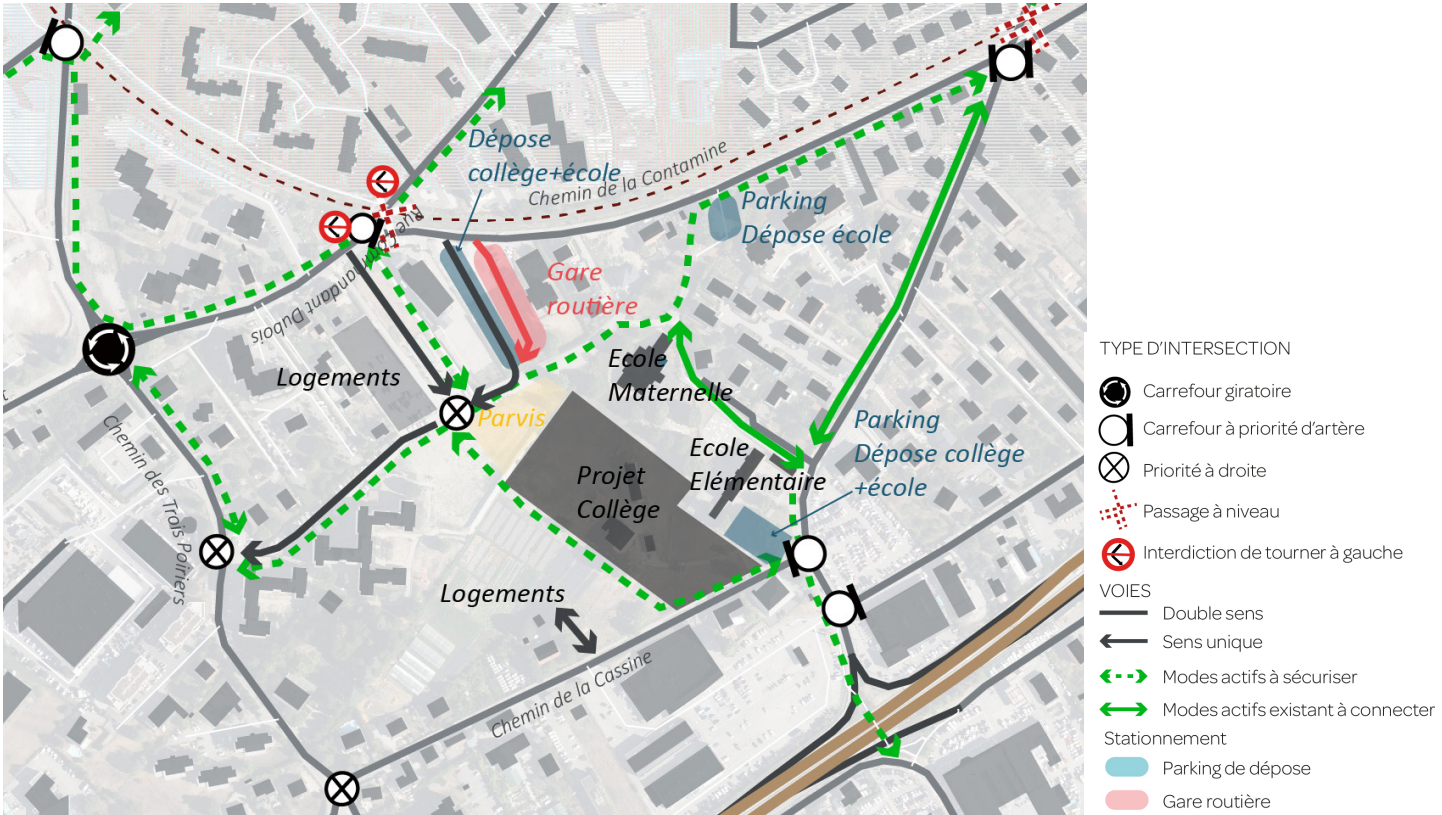 Dépose
collège+école
Chemin de la Contamine
Parking
Dépose école
Rue Commandant Dubois
Gare
routière
Ecole
Maternelle
Logements
Parvis
Chemin des Trois Poiriers
Parking
Dépose collège
+école
Ecole
Elémentaire
Projet
Collège
Logements
Chemin de la Cassine
TYPE D'INTERSECTION
Carrefour giratoire
Carrefour à priorité d'artère
Priorité à droite
Passage à niveau
Interdiction de tourner à gauche
VOIES
Double sens
Sens unique
Modes actifs à sécuriser
Modes actifs existant à connecter
Stationnement
Parking de dépose
Gare routière